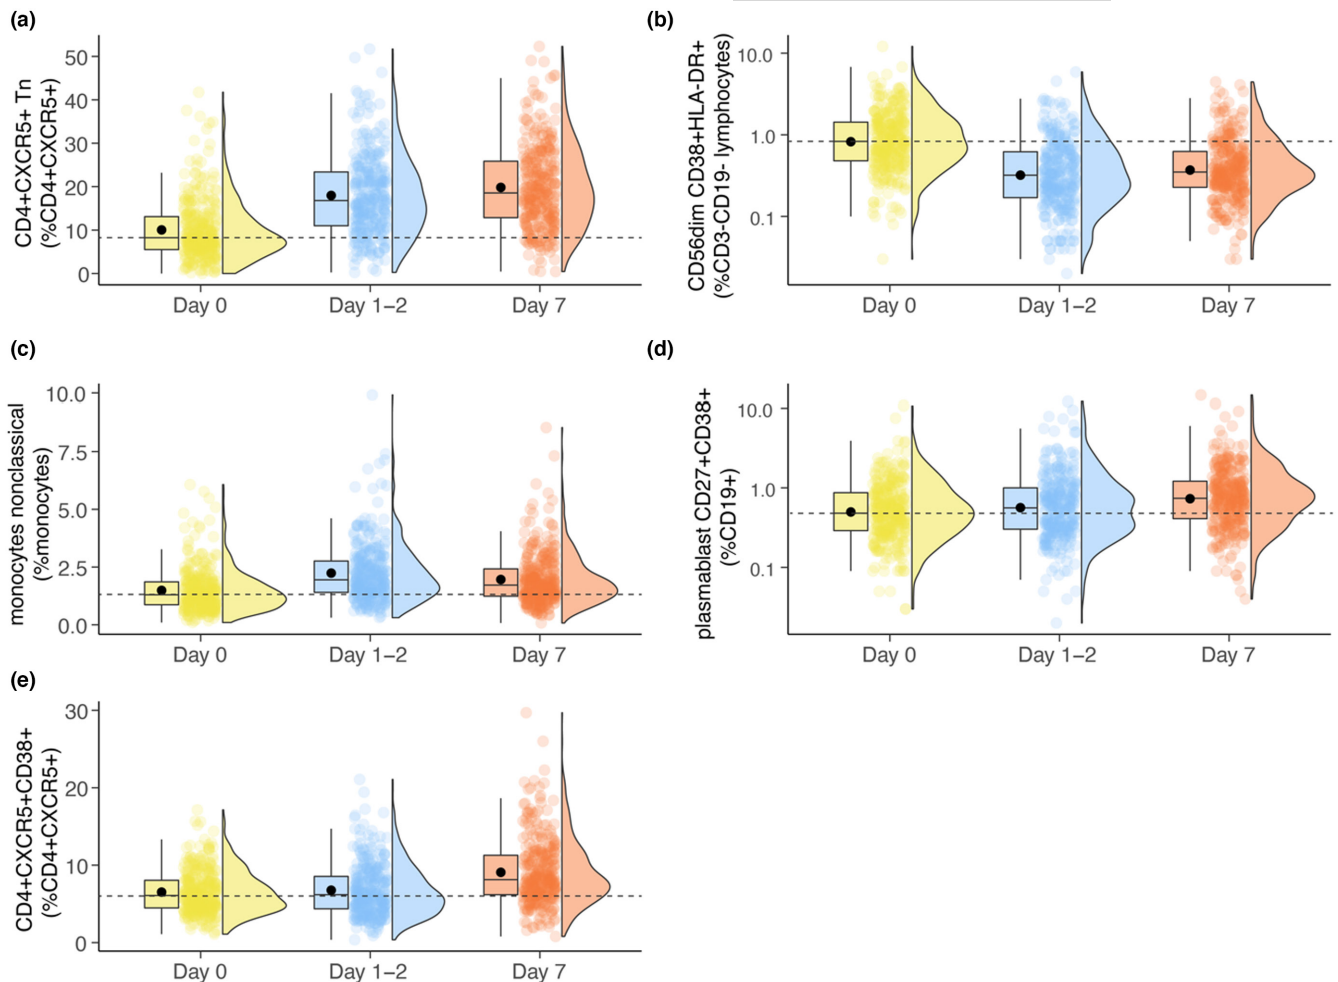 (a)
CD4+CXCR5+ Tn
(%CD4+CXCR5+)
50
40
30
20
10
0
Day 0
Day 1–2
Day 7
(b)
CD56dim CD38+HLA-DR+
(%CD3-CD19- lymphocytes)
10.0
1.0
0.1
Day 0
Day 1–2
Day 7
(c)
monocytes nonclassical
(%monocytes)
10.0
7.5
5.0
2.5
0.0
Day 0
Day 1–2
Day 7
(d)
plasmablast CD27+CD38+
(%CD19+)
10.0
1.0
0.1
Day 0
Day 1–2
Day 7
(e)
CD4+CXCR5+CD38+
(%CD4+CXCR5+)
30
20
10
0
Day 0
Day 1–2
Day 7